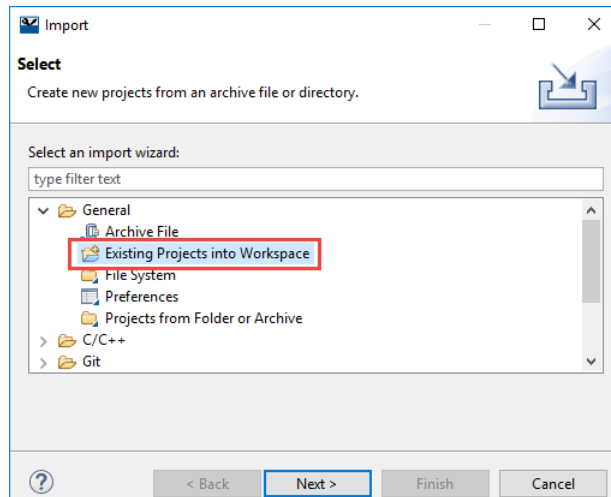 Import
Select
Create new projects from an archive file or directory.
Select an import wizard:
type filter text
General
Archive File
Existing Projects into Workspace
File System
Preferences
Projects from Folder or Archive
C/C++
Git
?
< Back
Next >
Finish
Cancel